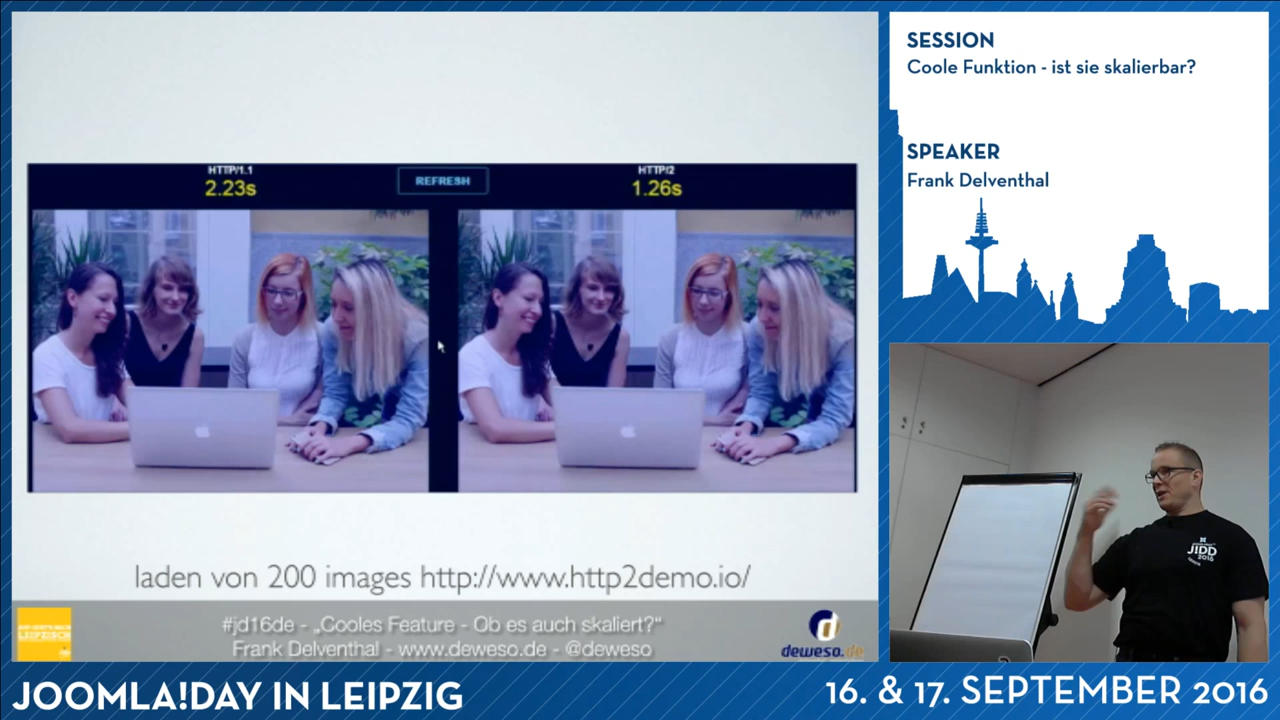 HTTP/1.1
2.23s
REFRESH
HTTP/2
1.26s
laden von 200 images http://www.http2demo.io/
#jd16de - „Cooles Feature - Ob es auch skaliert?“
Frank Delventhal - www.deweso.de - @deweso
deweso.de
SESSION
Coole Funktion - ist sie skalierbar?
SPEAKER
Frank Delventhal
JIDD
2016
JOOMLA!DAY IN LEIPZIG
16. & 17. SEPTEMBER 2016